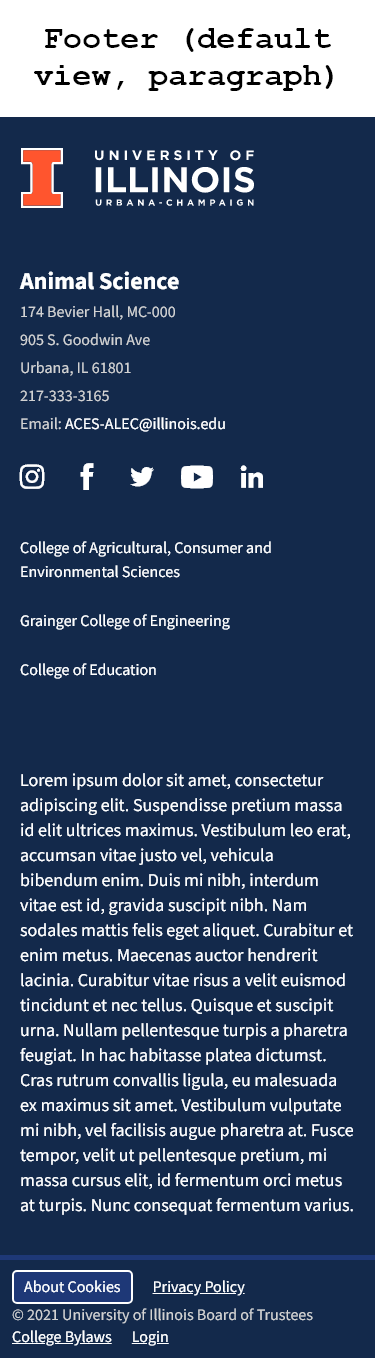 Footer (default
view, paragraph)
UNIVERSITY OF
ILLINOIS
URBANA-CHAMPAIGN
Animal Science
174 Bevier Hall, MC-000
905 S. Goodwin Ave
Urbana, IL 61801
217-333-3165
Email: ACES-ALEC@illinois.edu
College of Agricultural, Consumer and
Environmental Sciences
Grainger College of Engineering
College of Education
Lorem ipsum dolor sit amet, consectetur
adipiscing elit. Suspendisse pretium massa
id elit ultrices maximus. Vestibulum leo erat,
accumsan vitae justo vel, vehicula
bibendum enim. Duis mi nibh, interdum
vitae est id, gravida suscipit nibh. Nam
sodales mattis felis eget aliquet. Curabitur et
enim metus. Maecenas auctor hendrerit
lacinia. Curabitur vitae risus a velit euismod
tincidunt et nec tellus. Quisque et suscipit
urna. Nullam pellentesque turpis a pharetra
feugiat. In hac habitasse platea dictumst.
Cras rutrum convallis ligula, eu malesuada
ex maximus sit amet. Vestibulum vulputate
mi nibh, vel facilisis augue pharetra at. Fusce
tempor, velit ut pellentesque pretium, mi
massa cursus elit, id fermentum orci metus
at turpis. Nunc consequat fermentum varius.
About Cookies Privacy Policy
© 2021 University of Illinois Board of Trustees
College Bylaws Login